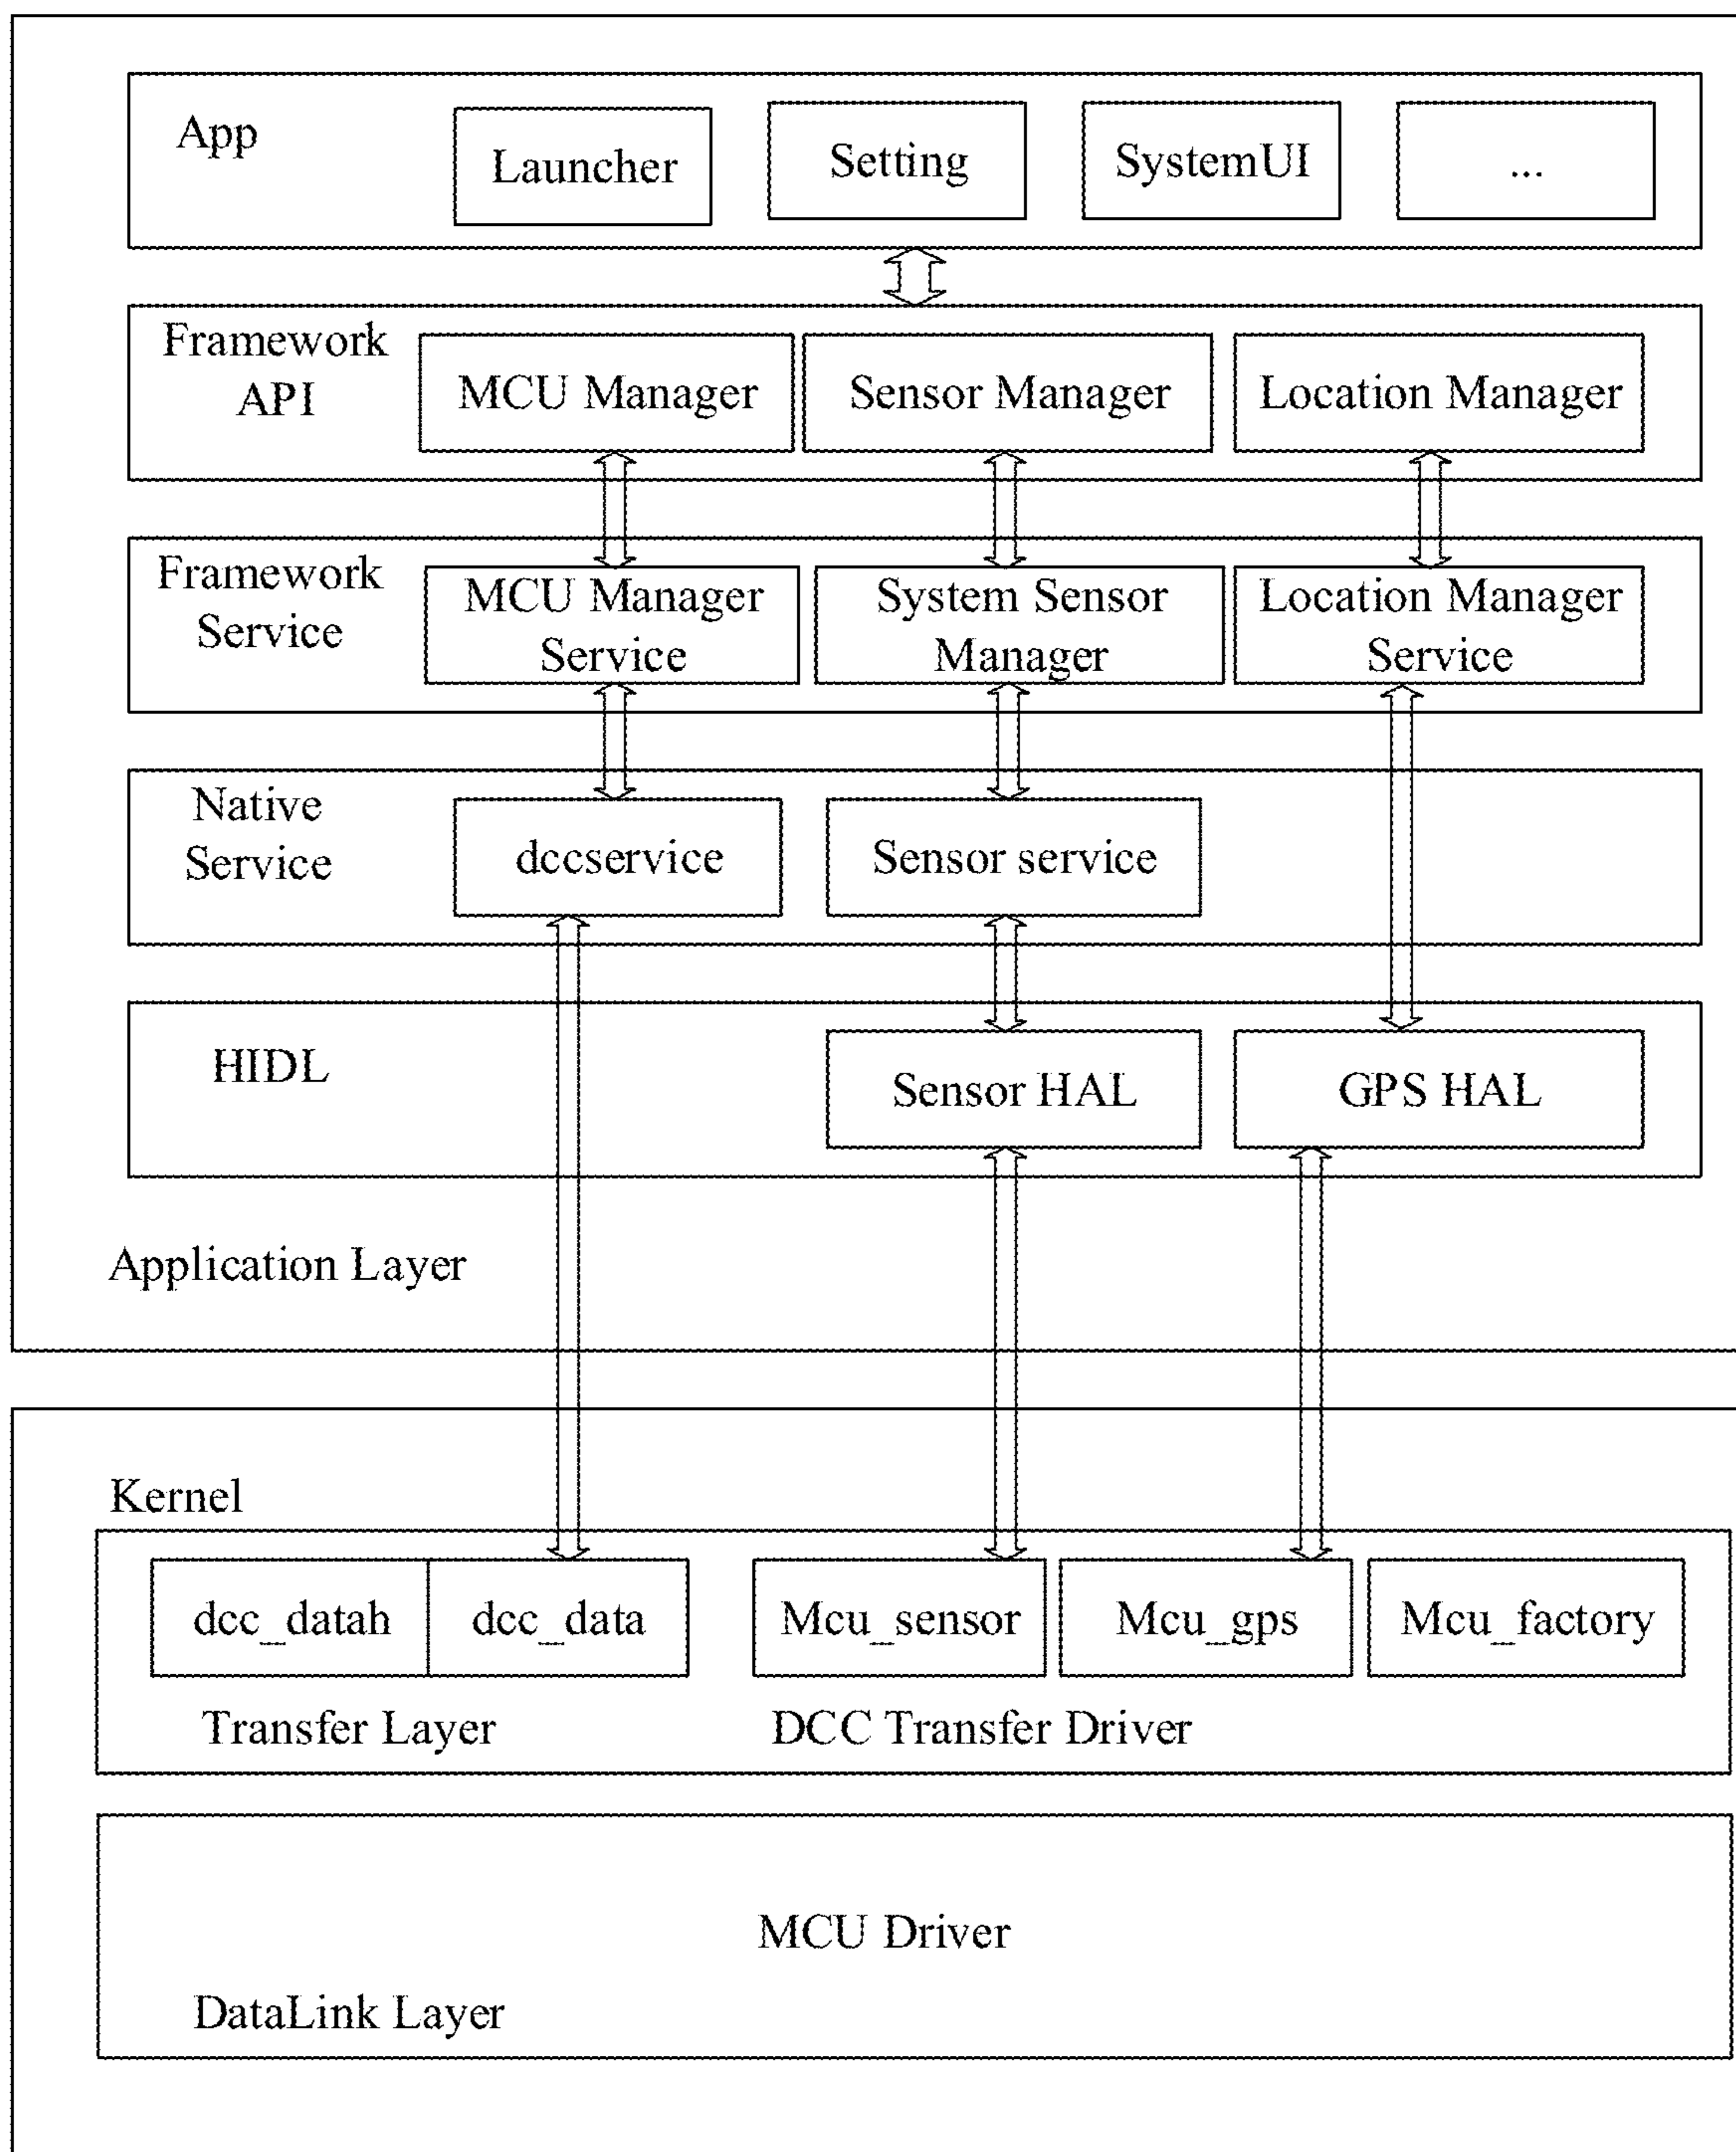 App
Launcher
Setting
SystemUI
...
Framework
API
MCU Manager
Sensor Manager
Location Manager
Framework
Service
MCU Manager
Service
System Sensor
Manager
Location Manager
Service
Native
Service
dccservice
Sensor service
HIDL
Sensor HAL
GPS HAL
Application Layer
Kernel
dcc_datah
dcc_data
Mcu_sensor
Mcu_gps
Mcu_factory
Transfer Layer
DCC Transfer Driver
MCU Driver
DataLink Layer